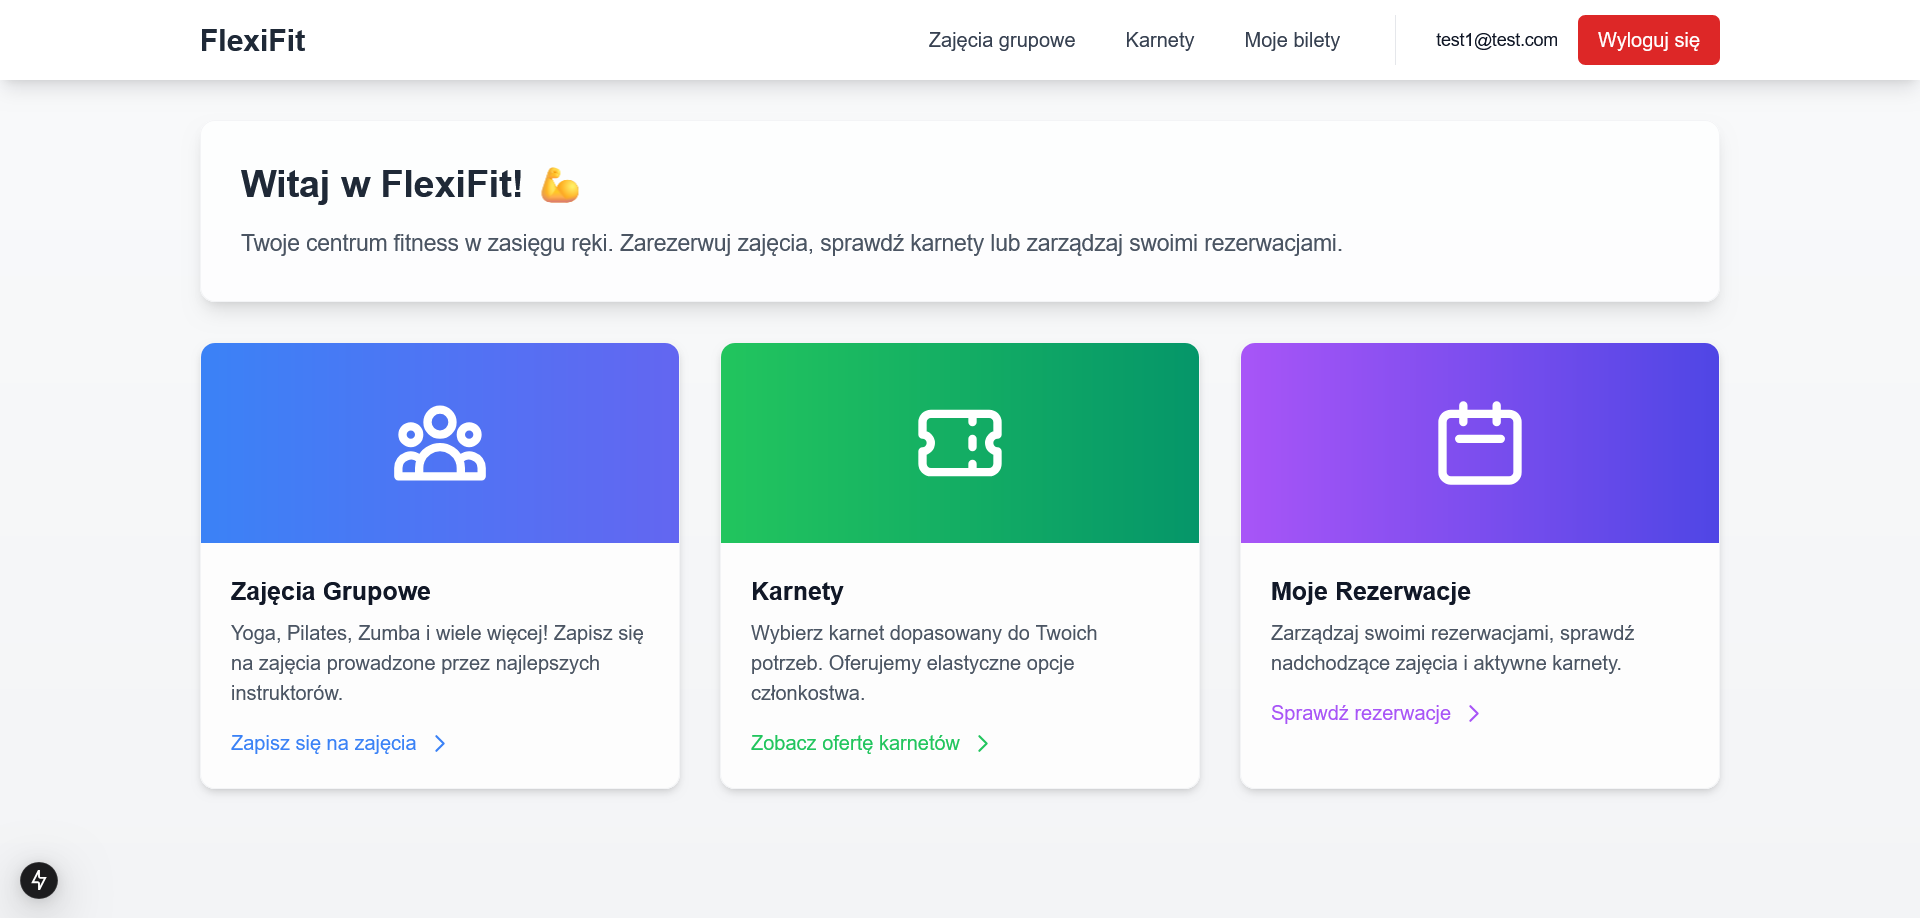 FlexiFit
Zajęcia grupowe
Karnety
Moje bilety
test1@test.com
Wyloguj się
Witaj w FlexiFit! 💪
Twoje centrum fitness w zasięgu ręki. Zarezerwuj zajęcia, sprawdź karnety lub zarządzaj swoimi rezerwacjami.
Zajęcia Grupowe
Yoga, Pilates, Zumba i wiele więcej! Zapisz się
na zajęcia prowadzone przez najlepszych
instruktorów.
Zapisz się na zajęcia
Karnety
Wybierz karnet dopasowany do Twoich
potrzeb. Oferujemy elastyczne opcje
członkostwa.
Zobacz ofertę karnetów
Moje Rezerwacje
Zarządzaj swoimi rezerwacjami, sprawdź
nadchodzące zajęcia i aktywne karnety.
Sprawdź rezerwacje